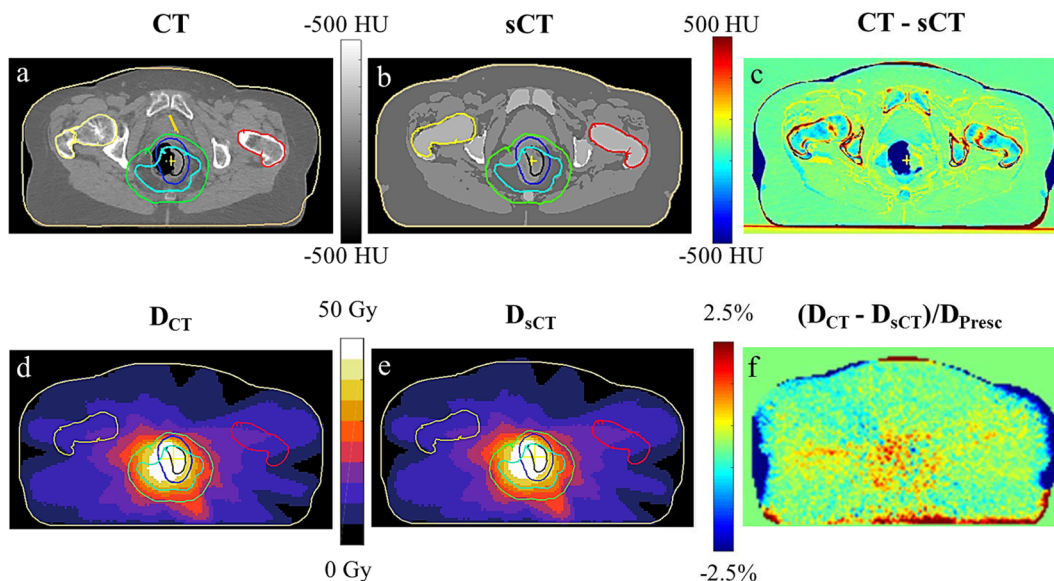 CT
-500 HU
sCT
500 HU
CT - sCT
a
b
c
-500 HU
-500 HU
50 Gy
2.5%
D_CT
D_sCT
(D_CT - D_sCT)/D_Presc
d
e
f
0 Gy
-2.5%